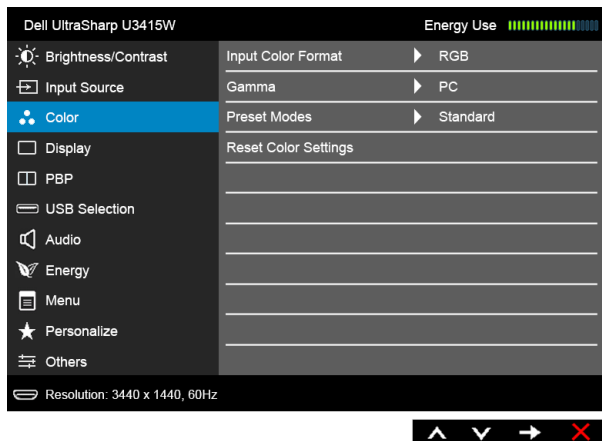 Dell UltraSharp U3415W
Energy Use
Brightness/Contrast
Input Source
Color
Display
PBP
USB Selection
Audio
Energy
Menu
Personalize
Others
Input Color Format RGB
Gamma PC
Preset Modes Standard
Reset Color Settings
Resolution: 3440 x 1440, 60Hz